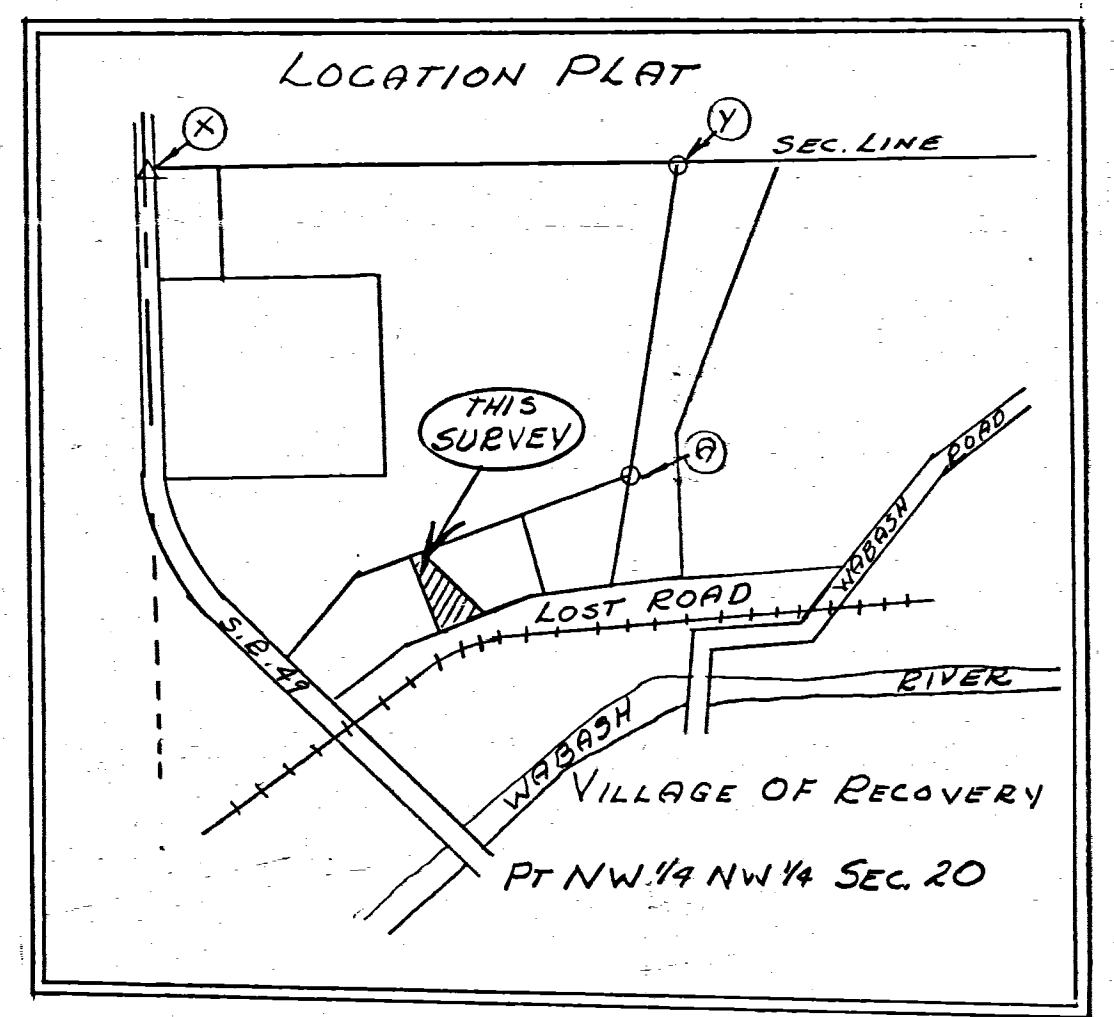 LOCATION PLAT
X
Y
SEC. LINE
THIS
SURVEY
A
WABASH ROAD
LOST ROAD
S.R. 49
RIVER
WABASH
VILLAGE OF RECOVERY
PT NW 1/4 NW 1/4 SEC. 20